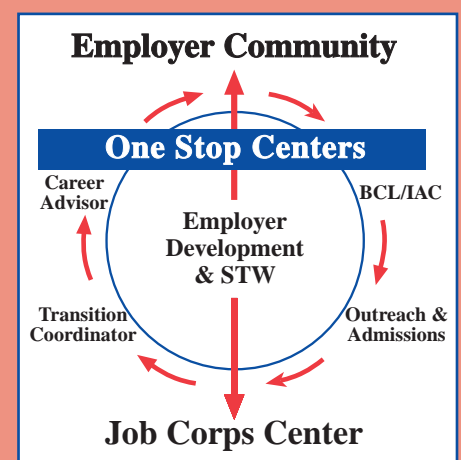 Employer Community
One Stop Centers
Career
Advisor
BCL/IAC
Employer
Development
& STW
Transition
Coordinator
Outreach &
Admissions
Job Corps Center